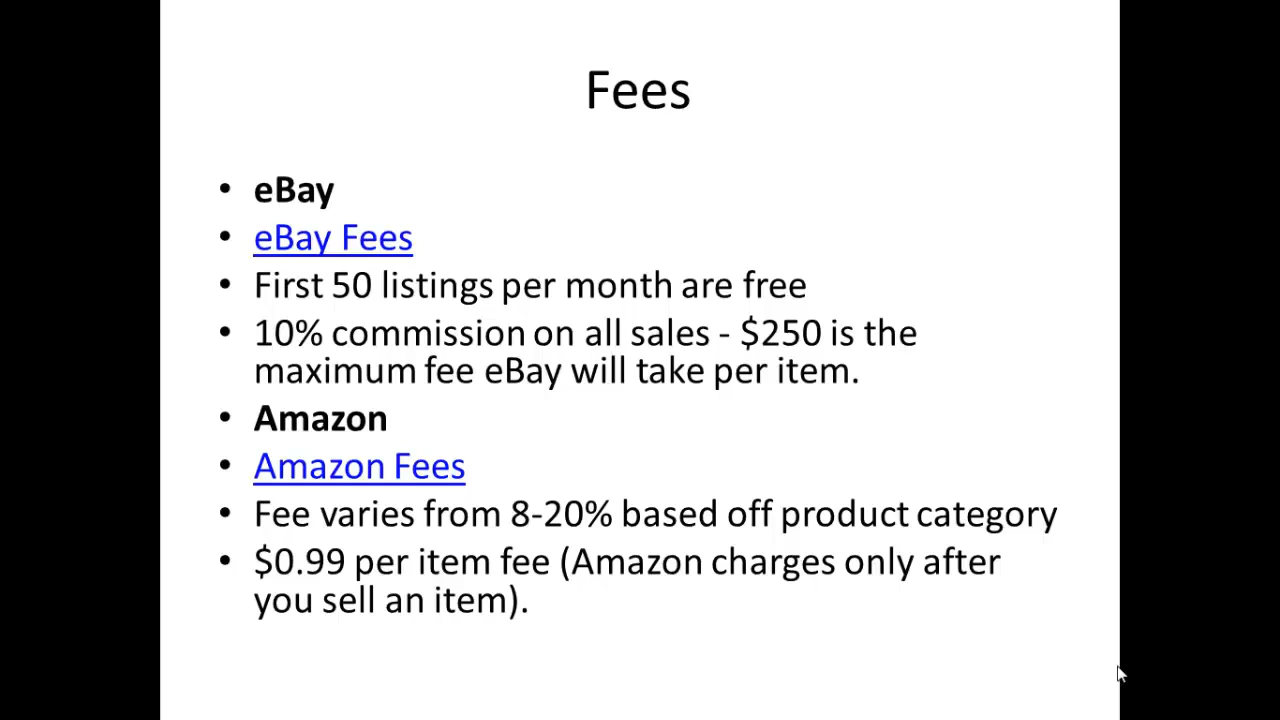 Fees
• eBay
• eBay Fees
• First 50 listings per month are free
• 10% commission on all sales - $250 is the
maximum fee eBay will take per item.
• Amazon
• Amazon Fees
• Fee varies from 8-20% based off product category
• $0.99 per item fee (Amazon charges only after
you sell an item).